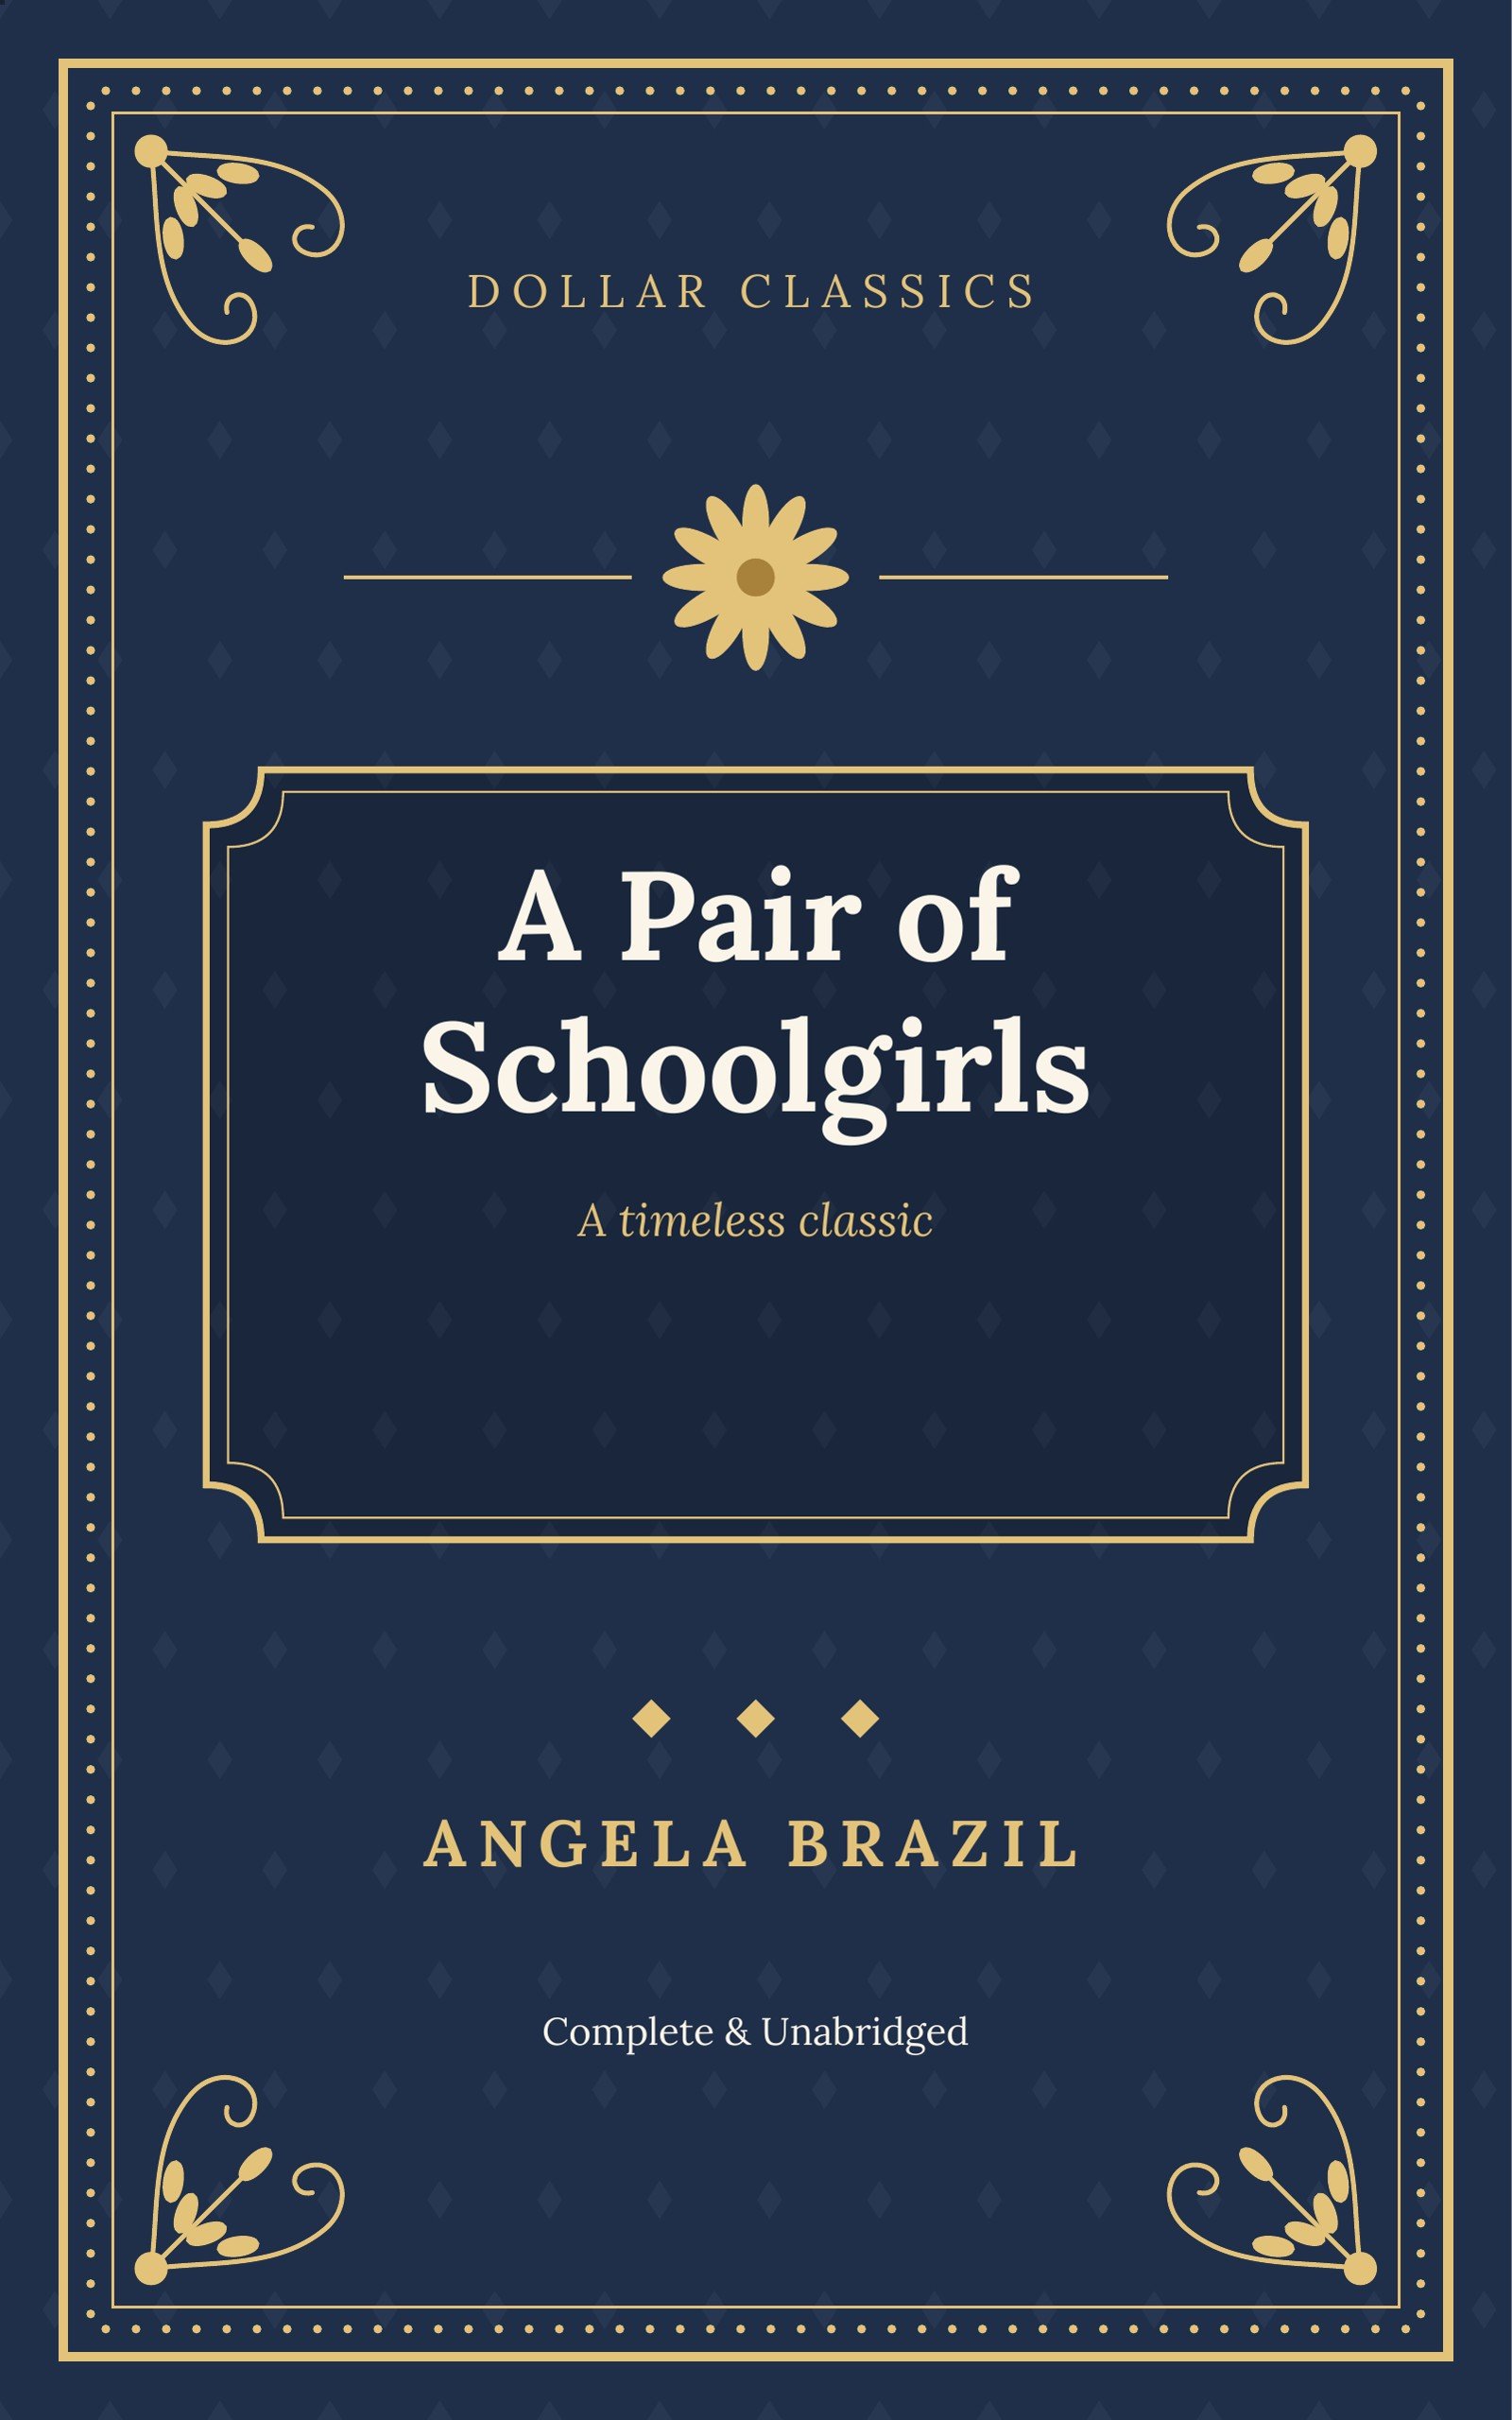 DOLLAR CLASSICS
A Pair of
Schoolgirls
A timeless classic
ANGELA BRAZIL
Complete & Unabridged